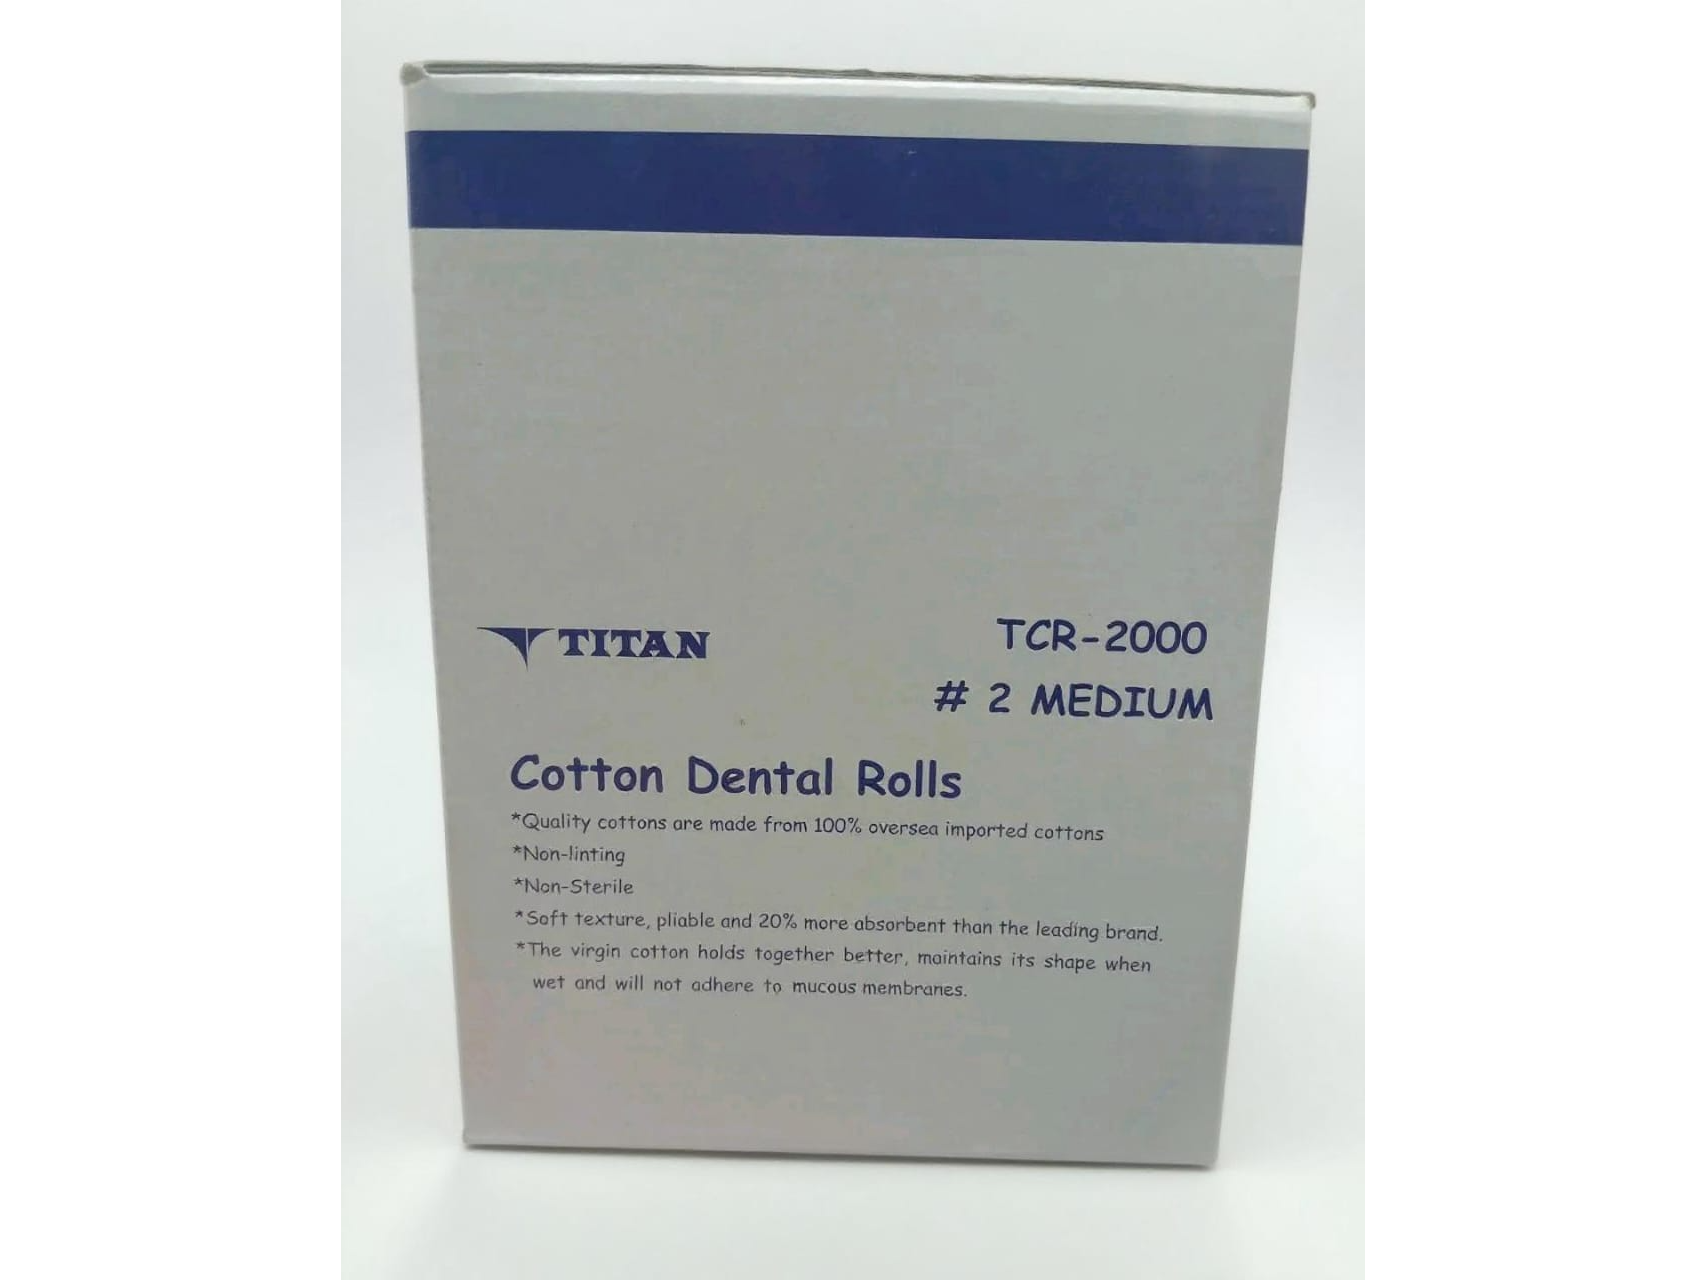 TITAN
TCR-2000
# 2 MEDIUM
Cotton Dental Rolls
*Quality cottons are made from 100% oversea imported cottons
*Non-linting
*Non-Sterile
*Soft texture, pliable and 20% more absorbent than the leading brand.
*The virgin cotton holds together better, maintains its shape when
wet and will not adhere to mucous membranes.